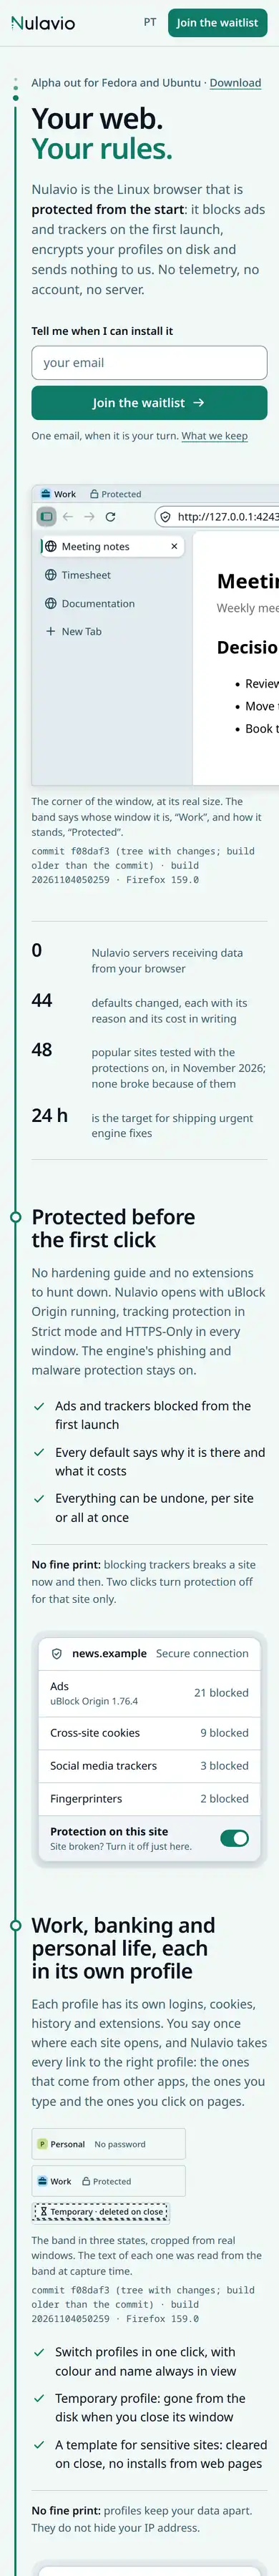 Nulavio
PT
Join the waitlist
Alpha out for Fedora and Ubuntu · Download
Your web.
Your rules.
Nulavio is the Linux browser that is
protected from the start: it blocks ads
and trackers on the first launch,
encrypts your profiles on disk and
sends nothing to us. No telemetry, no
account, no server.
Tell me when I can install it
your email
Join the waitlist →
One email, when it is your turn. What we keep
Work Protected
http://127.0.0.1:4243
Meeting notes
Timesheet
Documentation
New Tab
Meetin
Weekly mee
Decisio
• Review
• Move t
• Book t
The corner of the window, at its real size. The
band says whose window it is, “Work”, and how it
stands, “Protected”.
commit f08daf3 (tree with changes; build
older than the commit) · build
20261104050259 · Firefox 159.0
0
Nulavio servers receiving data
from your browser
44
defaults changed, each with its
reason and its cost in writing
48
popular sites tested with the
protections on, in November 2026;
none broke because of them
24 h
is the target for shipping urgent
engine fixes
Protected before
the first click
No hardening guide and no extensions
to hunt down. Nulavio opens with uBlock
Origin running, tracking protection in
Strict mode and HTTPS-Only in every
window. The engine's phishing and
malware protection stays on.
Ads and trackers blocked from the
first launch
Every default says why it is there and
what it costs
Everything can be undone, per site
or all at once
No fine print: blocking trackers breaks a site
now and then. Two clicks turn protection off
for that site only.
news.example Secure connection
Ads
uBlock Origin 1.76.4
21 blocked
Cross-site cookies 9 blocked
Social media trackers 3 blocked
Fingerprinters 2 blocked
Protection on this site
Site broken? Turn it off just here.
Work, banking and
personal life, each
in its own profile
Each profile has its own logins, cookies,
history and extensions. You say once
where each site opens, and Nulavio takes
every link to the right profile: the ones
that come from other apps, the ones you
type and the ones you click on pages.
P Personal No password
Work Protected
Temporary · deleted on close
The band in three states, cropped from real
windows. The text of each one was read from the
band at capture time.
commit f08daf3 (tree with changes; build
older than the commit) · build
20261104050259 · Firefox 159.0
Switch profiles in one click, with
colour and name always in view
Temporary profile: gone from the
disk when you close its window
A template for sensitive sites: cleared
on close, no installs from web pages
No fine print: profiles keep your data apart.
They do not hide your IP address.